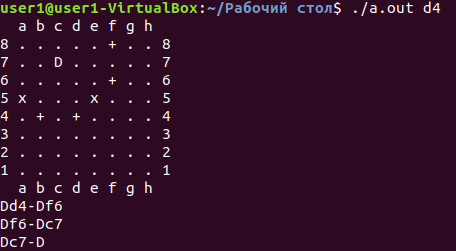 user1@user1-VirtualBox:~/Рабочий стол$ ./a.out d4
  a b c d e f g h
8 . . . . . + . . 8
7 . . D . . . . . 7
6 . . . . . + . . 6
5 x . . . x . . . 5
4 . + . + . . . . 4
3 . . . . . . . . 3
2 . . . . . . . . 2
1 . . . . . . . . 1
  a b c d e f g h
Dd4-Df6
Df6-Dc7
Dc7-D